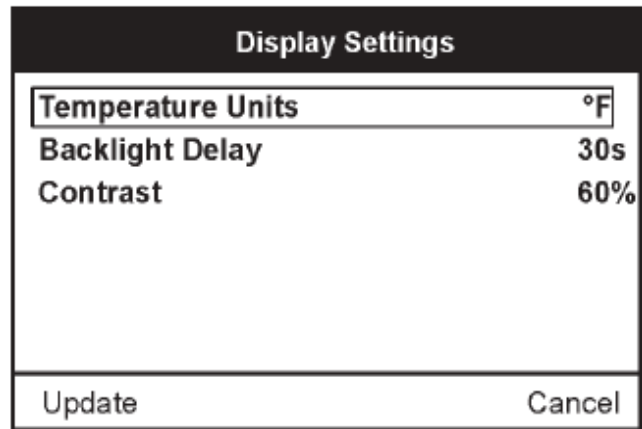 Display Settings
Temperature Units °F
Backlight Delay 30s
Contrast 60%
Update Cancel